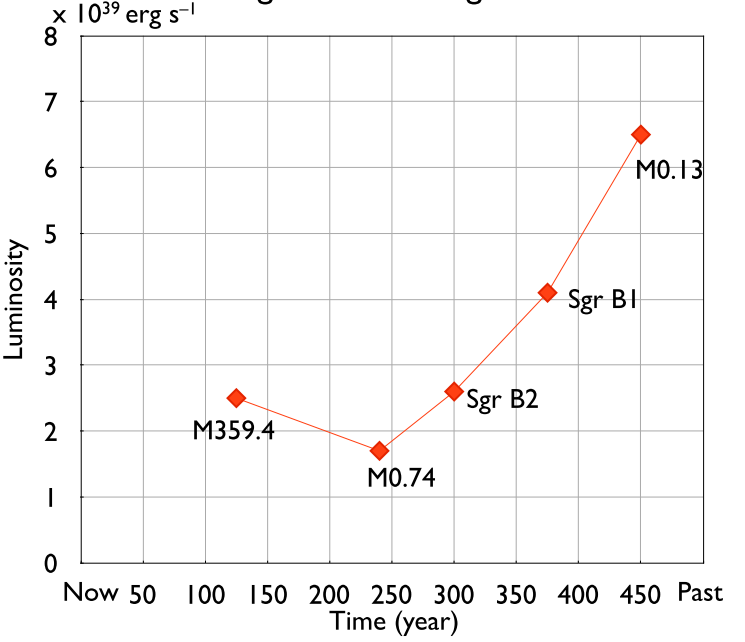 x 10³⁹ erg s⁻¹
8
7
6
5
4
3
2
1
0
Luminosity
M0.13
Sgr B1
Sgr B2
M359.4
M0.74
Now 50 100 150 200 250 300 350 400 450 Past
Time (year)